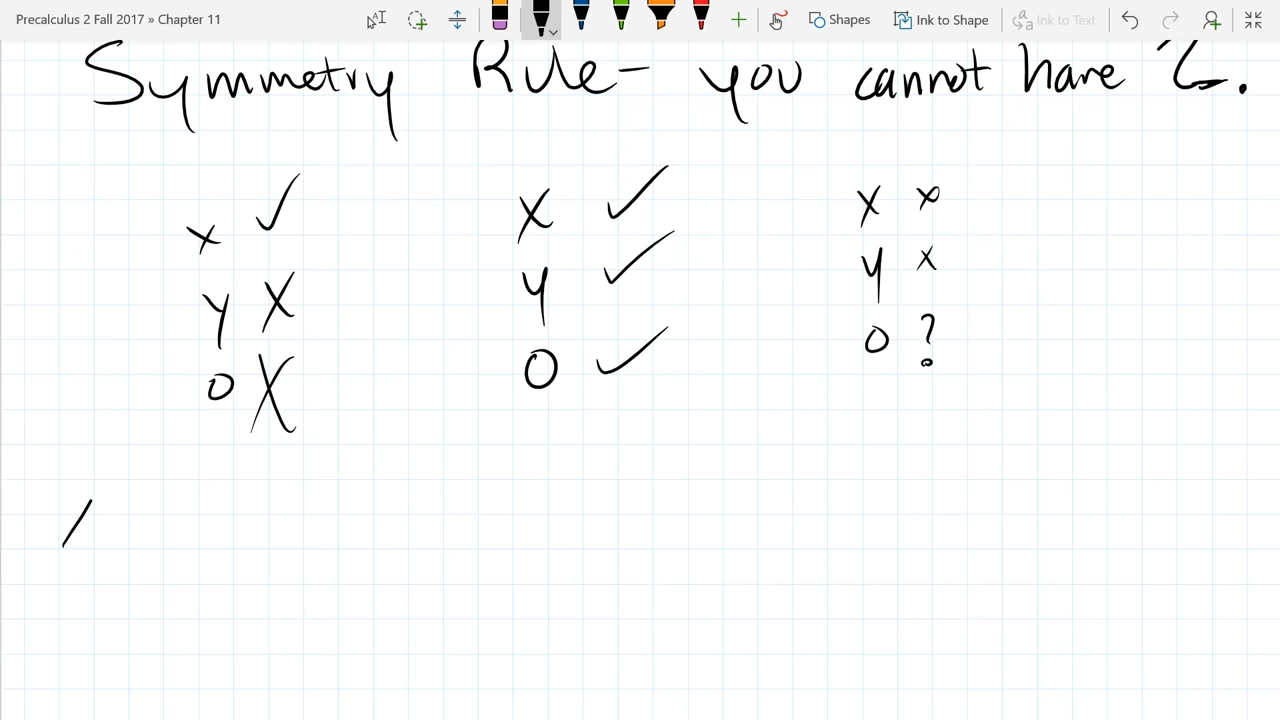 Precalculus 2 Fall 2017 » Chapter 11
Shapes
Ink to Shape
Ink to Text
Symmetry Rule - you cannot have 2.
x ✓
y X
o X
x ✓
y ✓
o ✓
x x
y x
o ?